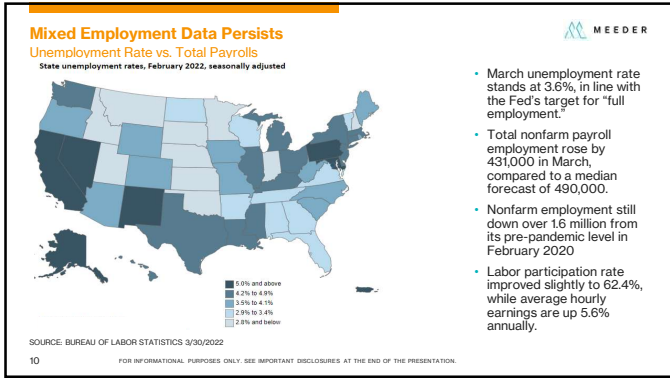 Mixed Employment Data Persists
Unemployment Rate vs. Total Payrolls
MEEDER
State unemployment rates, February 2022, seasonally adjusted
5.0% and above
4.2% to 4.9%
3.5% to 4.1%
2.9% to 3.4%
2.8% and below
• March unemployment rate
stands at 3.6%, in line with
the Fed's target for "full
employment."
• Total nonfarm payroll
employment rose by
431,000 in March,
compared to a median
forecast of 490,000.
• Nonfarm employment still
down over 1.6 million from
its pre-pandemic level in
February 2020
• Labor participation rate
improved slightly to 62.4%,
while average hourly
earnings are up 5.6%
annually.
SOURCE: BUREAU OF LABOR STATISTICS 3/30/2022
10
FOR INFORMATIONAL PURPOSES ONLY. SEE IMPORTANT DISCLOSURES AT THE END OF THE PRESENTATION.